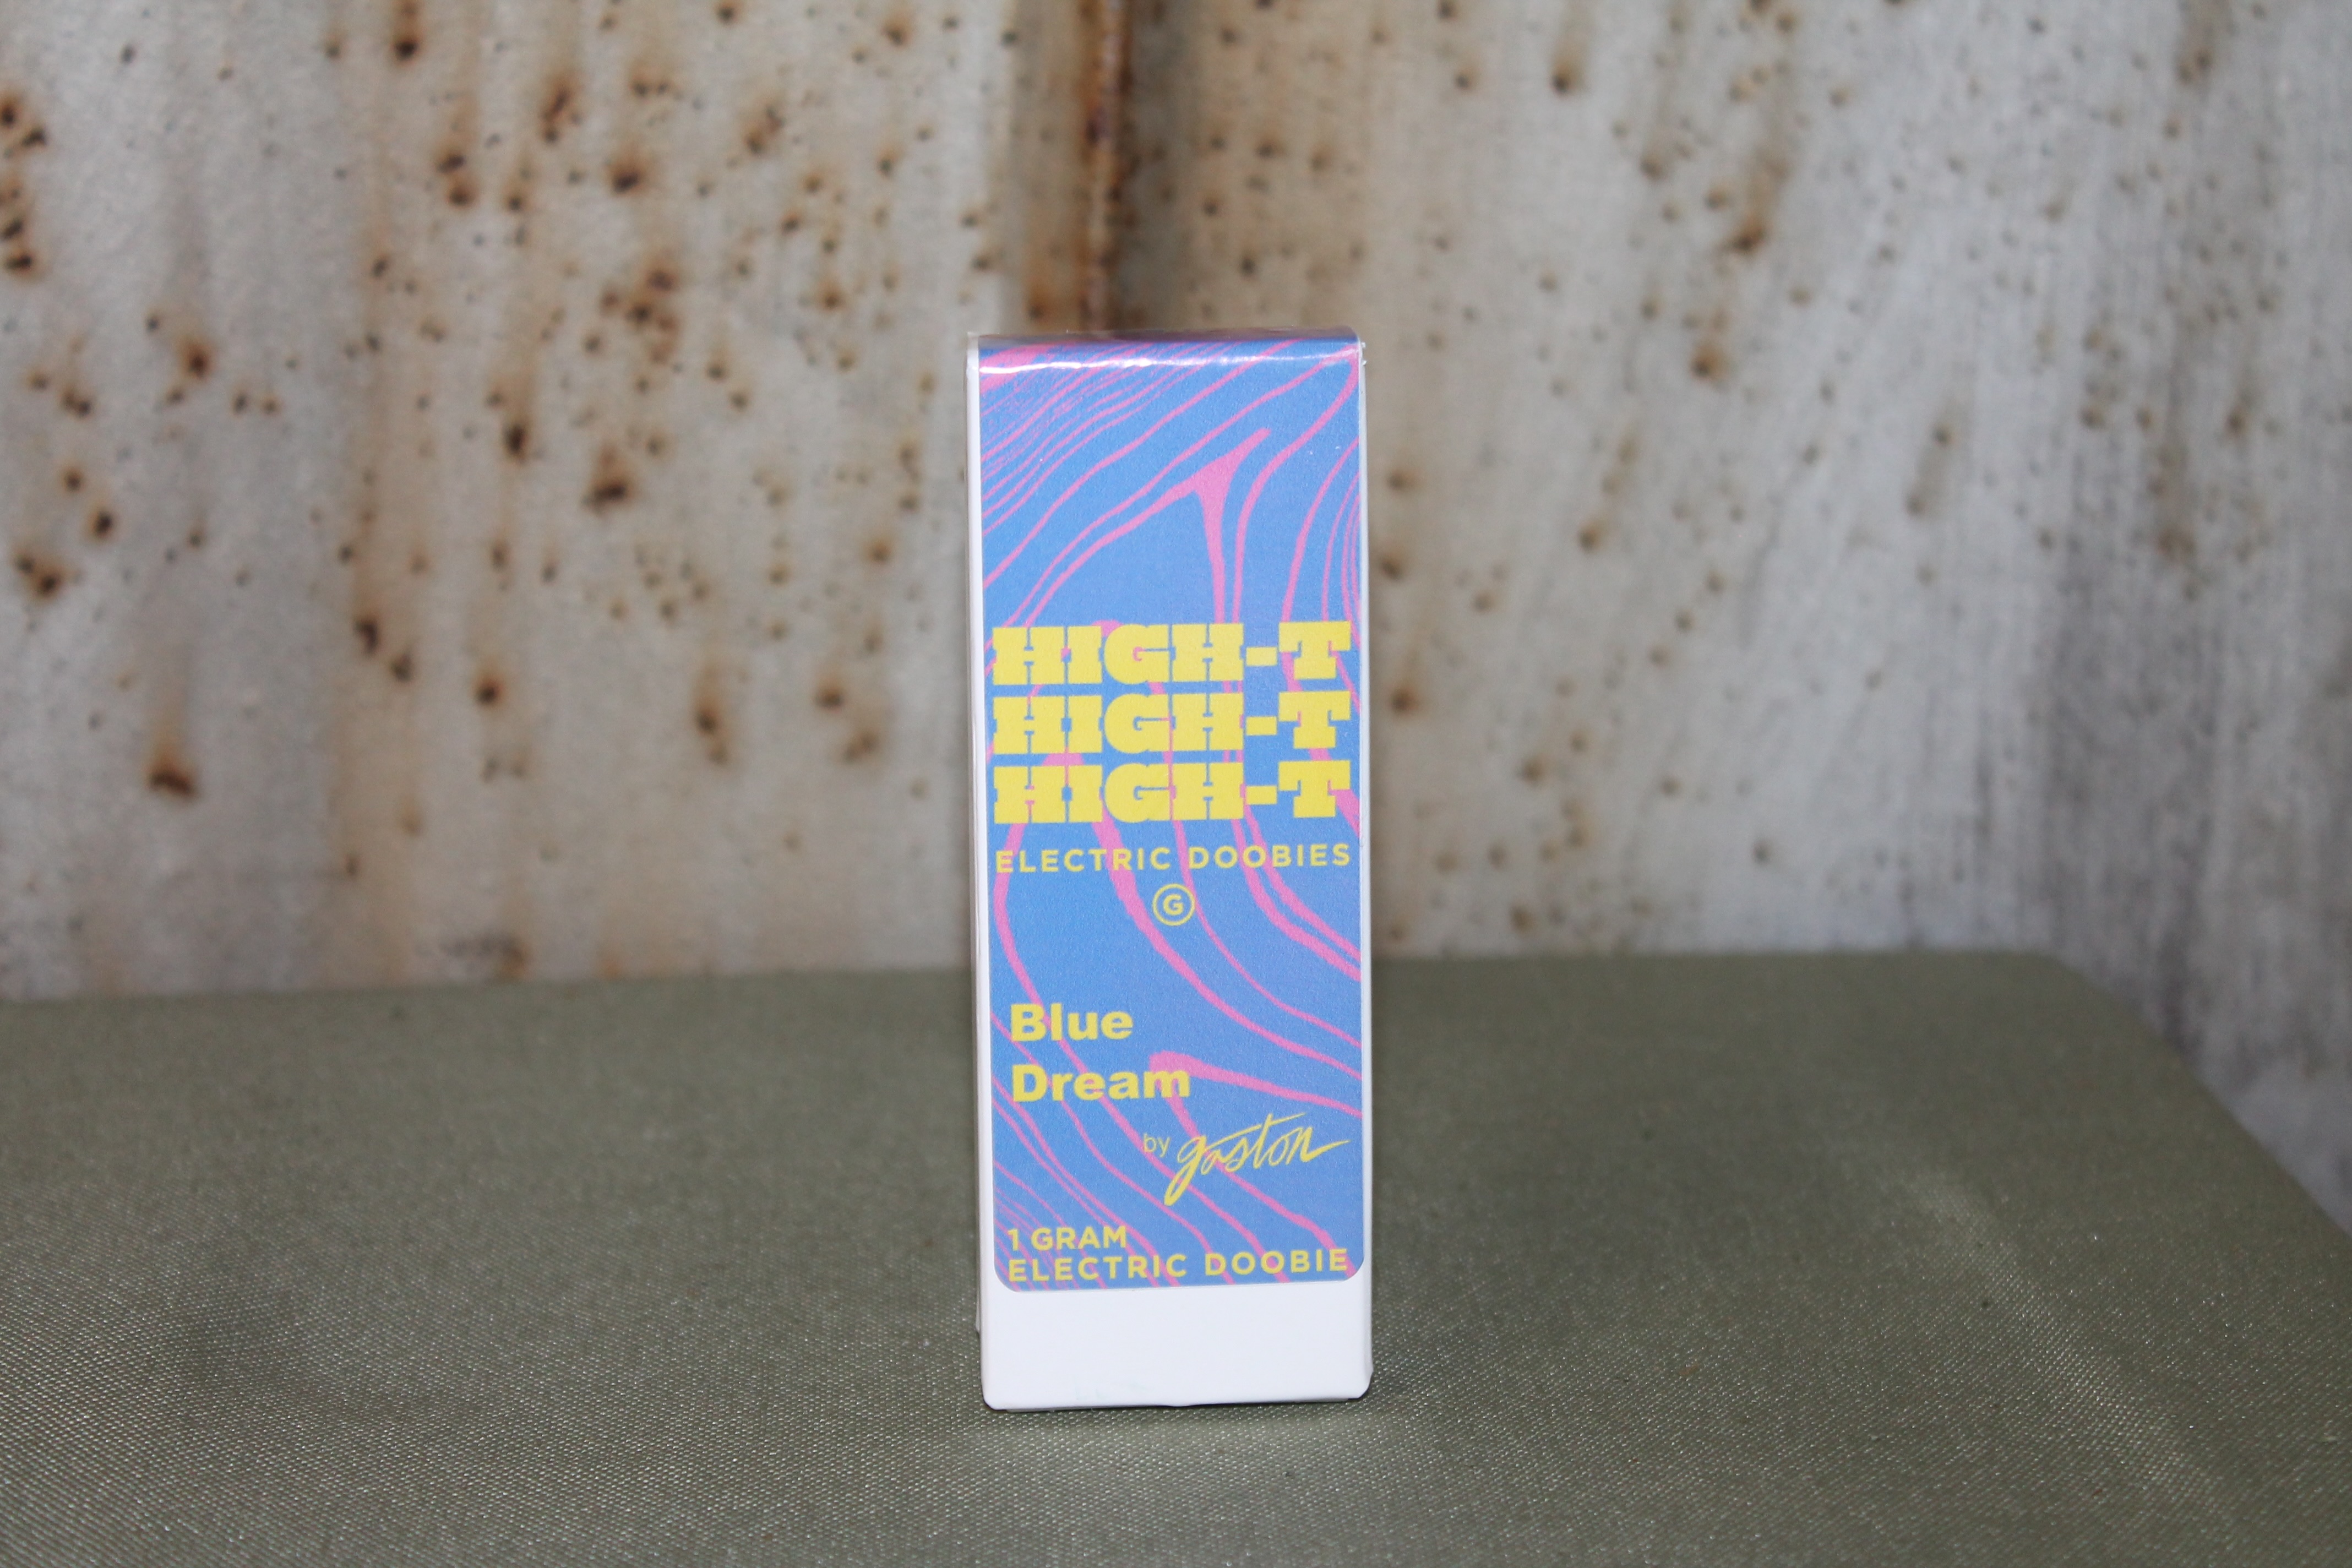 HIGH-T
HIGH-T
HIGH-T
ELECTRIC DOOBIES
G
Blue
Dream
by gaston
1 GRAM
ELECTRIC DOOBIE